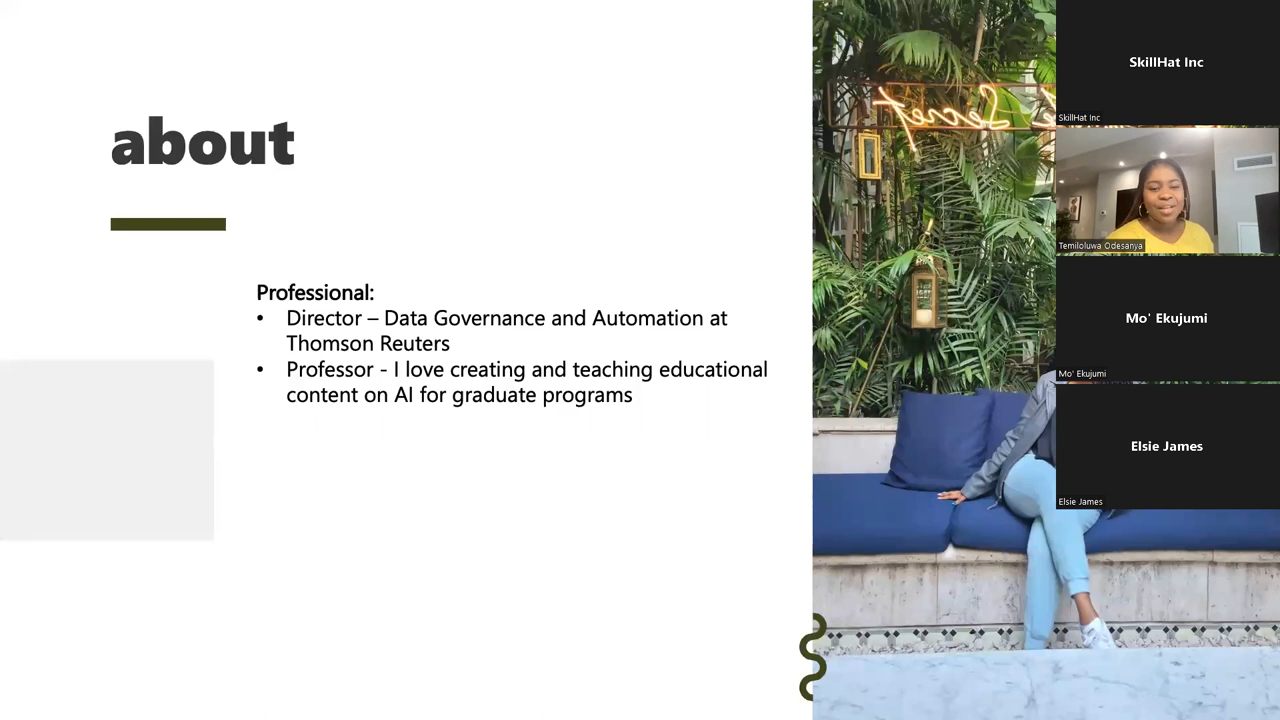 about
Professional:
• Director – Data Governance and Automation at
Thomson Reuters
• Professor - I love creating and teaching educational
content on AI for graduate programs
Secret
SkillHat Inc
SkillHat Inc
Temiloluwa Odesanya
Mo' Ekujumi
Mo' Ekujumi
Elsie James
Elsie James